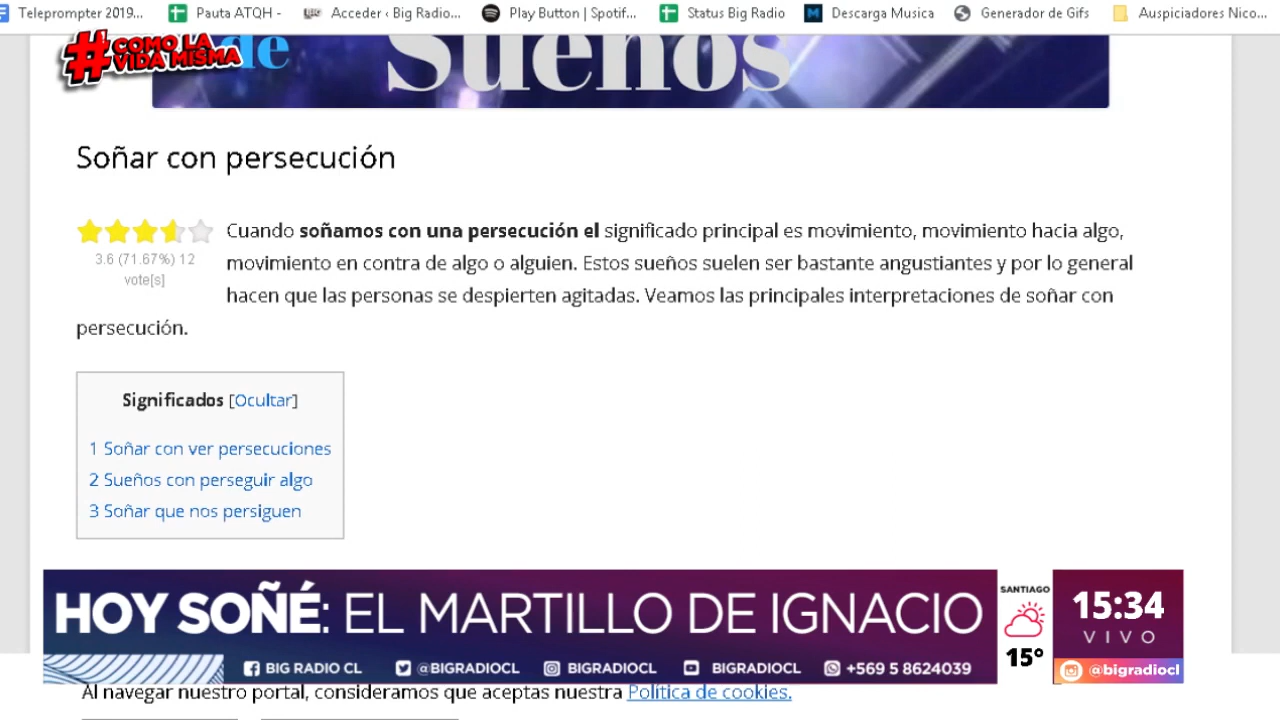 Teleprompter 2019... Pauta ATQH - Acceder ‹ Big Radio... Play Button | Spotif... Status Big Radio Descarga Musica Generador de Gifs Auspiciadores Nico...
#COMO LA
VIDA MISMA
de
Sueños
Soñar con persecución
Cuando soñamos con una persecución el significado principal es movimiento, movimiento hacia algo,
3.6 (71.67%) 12
vote[s]
movimiento en contra de algo o alguien. Estos sueños suelen ser bastante angustiantes y por lo general
hacen que las personas se despierten agitadas. Veamos las principales interpretaciones de soñar con
persecución.
Significados [Ocultar]
1 Soñar con ver persecuciones
2 Sueños con perseguir algo
3 Soñar que nos persiguen
HOY SOÑÉ: EL MARTILLO DE IGNACIO
SANTIAGO
15°
15:34
VIVO
BIG RADIO CL @BIGRADIOCL BIGRADIOCL BIGRADIOCL +569 5 8624039
@bigradiocl
Al navegar nuestro portal, consideramos que aceptas nuestra Política de cookies.